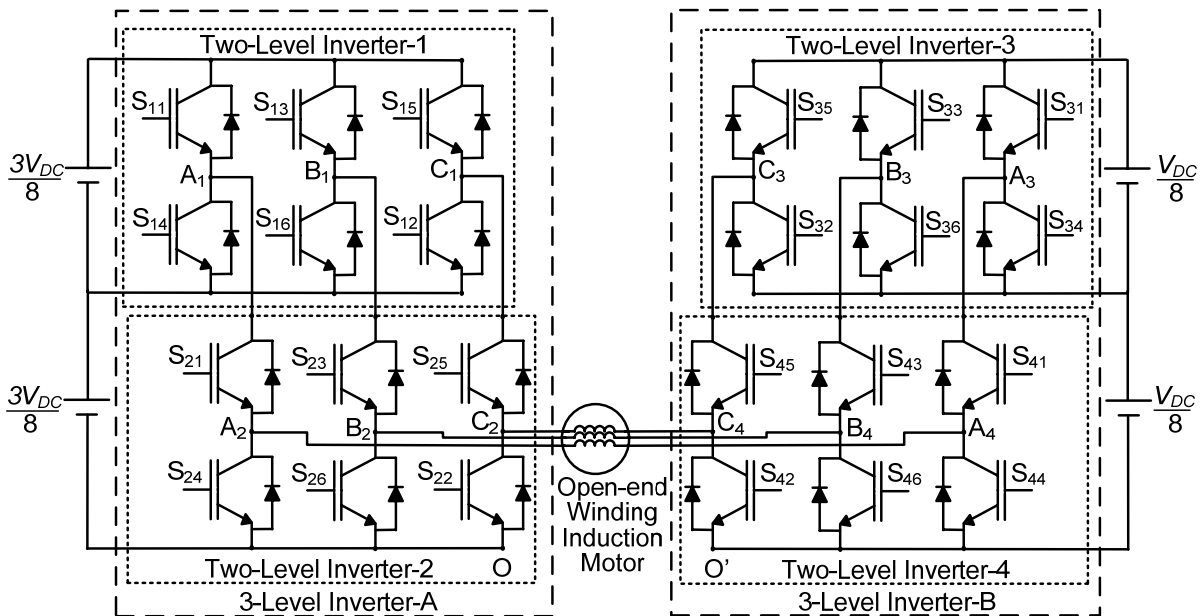 Two-Level Inverter-1
Two-Level Inverter-3
S11
S13
S15
S35
S33
S31
3VDC
8
A1
B1
C1
C3
B3
A3
VDC
8
S14
S16
S12
S32
S36
S34
S21
S23
S25
S45
S43
S41
3VDC
8
A2
B2
C2
C4
B4
A4
VDC
8
S24
S26
S22
S42
S46
S44
Open-end
Winding
Induction
Motor
Two-Level Inverter-2
O
O'
Two-Level Inverter-4
3-Level Inverter-A
3-Level Inverter-B